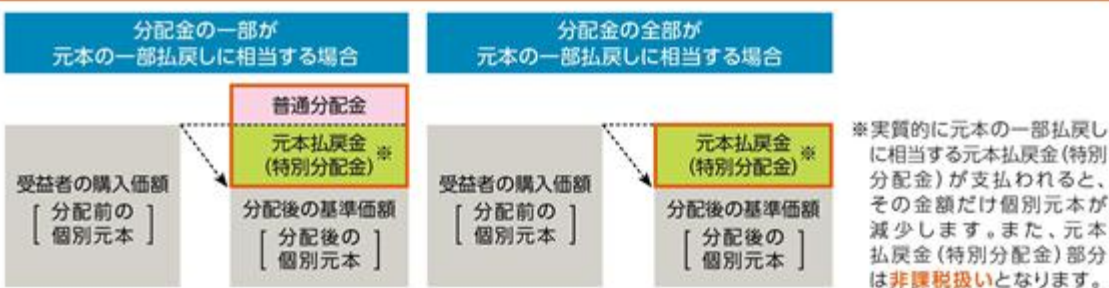 分配金の一部が
元本の一部払戻しに相当する場合
普通分配金
元本払戻金
(特別分配金)
※
受益者の購入価額
分配前の
個別元本
分配後の基準価額
分配後の
個別元本
分配金の全部が
元本の一部払戻しに相当する場合
元本払戻金
(特別分配金)
※
受益者の購入価額
分配前の
個別元本
分配後の基準価額
分配後の
個別元本
※実質的に元本の一部払戻し
に相当する元本払戻金(特別
分配金)が支払われると、
その金額だけ個別元本が
減少します。また、元本
払戻金(特別分配金)部分
は非課税扱いとなります。